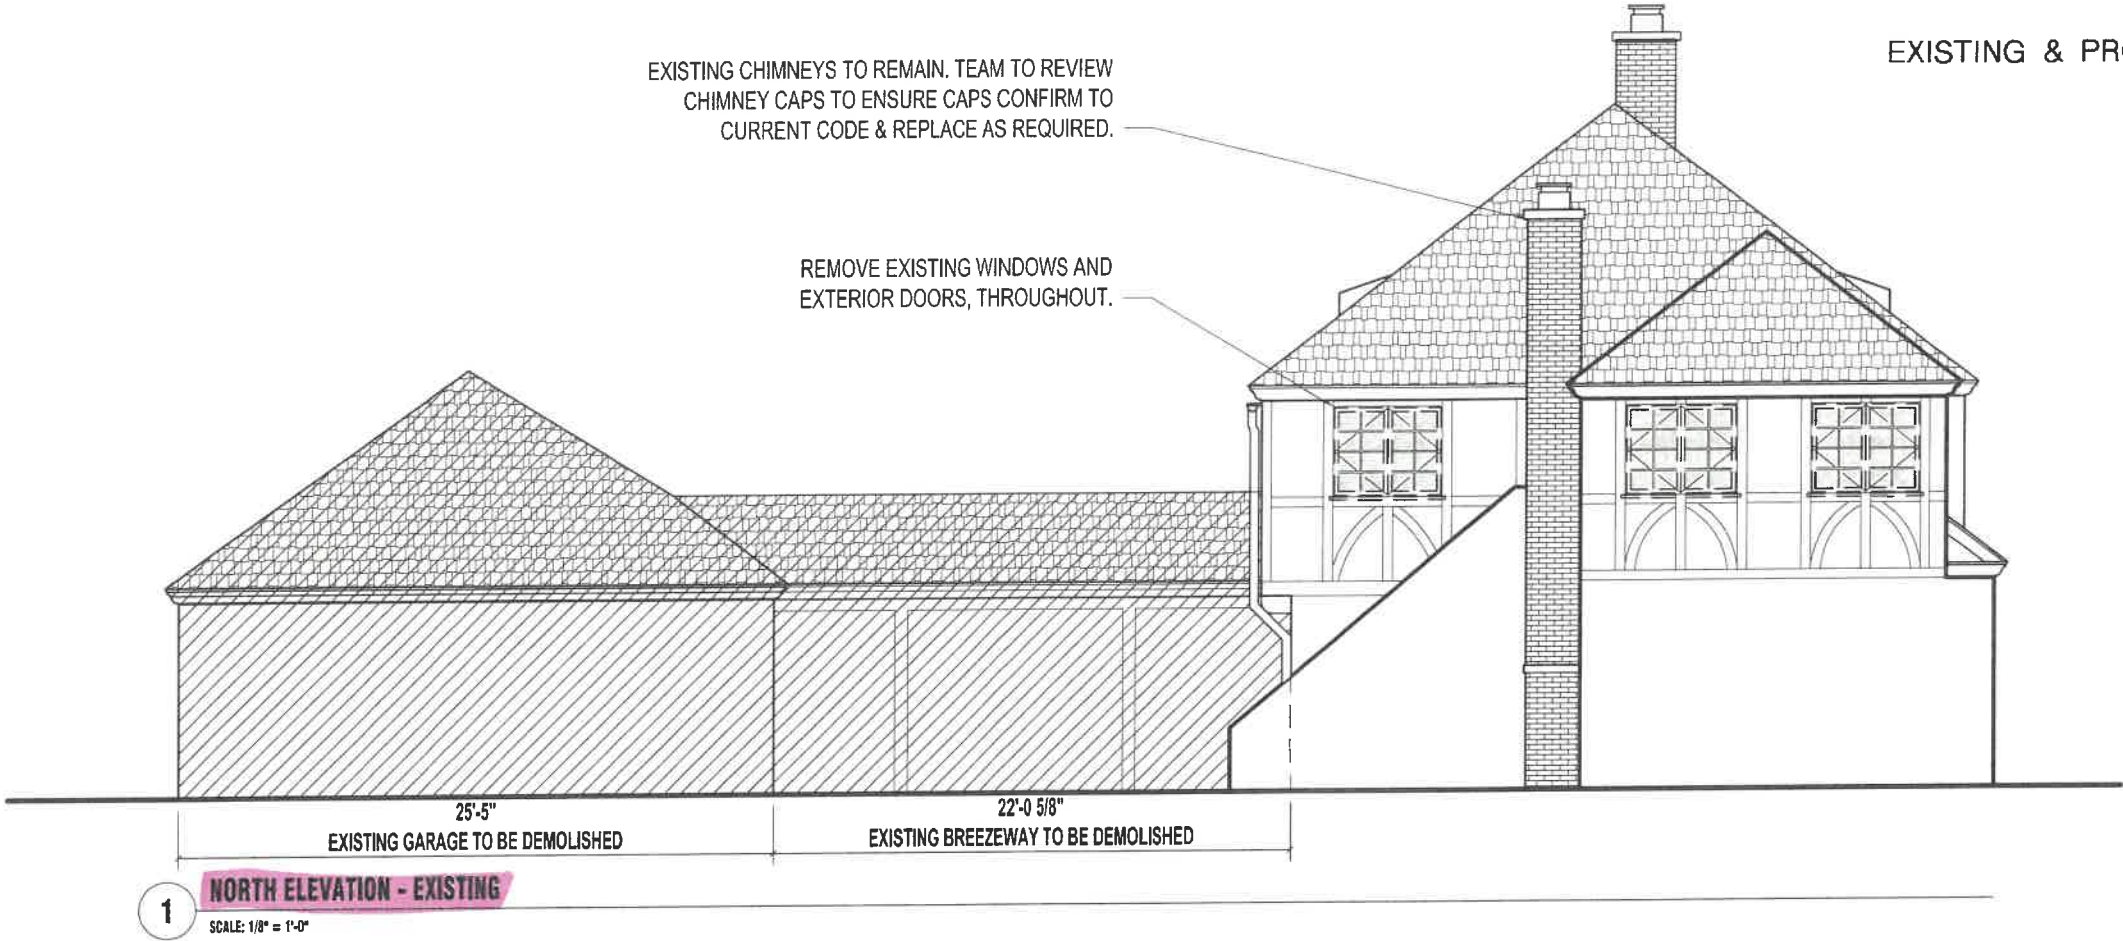 EXISTING & PR
EXISTING CHIMNEYS TO REMAIN. TEAM TO REVIEW
CHIMNEY CAPS TO ENSURE CAPS CONFIRM TO
CURRENT CODE & REPLACE AS REQUIRED.
REMOVE EXISTING WINDOWS AND
EXTERIOR DOORS, THROUGHOUT.
25'-5"
EXISTING GARAGE TO BE DEMOLISHED
22'-0 5/8"
EXISTING BREEZEWAY TO BE DEMOLISHED
1
NORTH ELEVATION - EXISTING
SCALE: 1/8" = 1'-0"